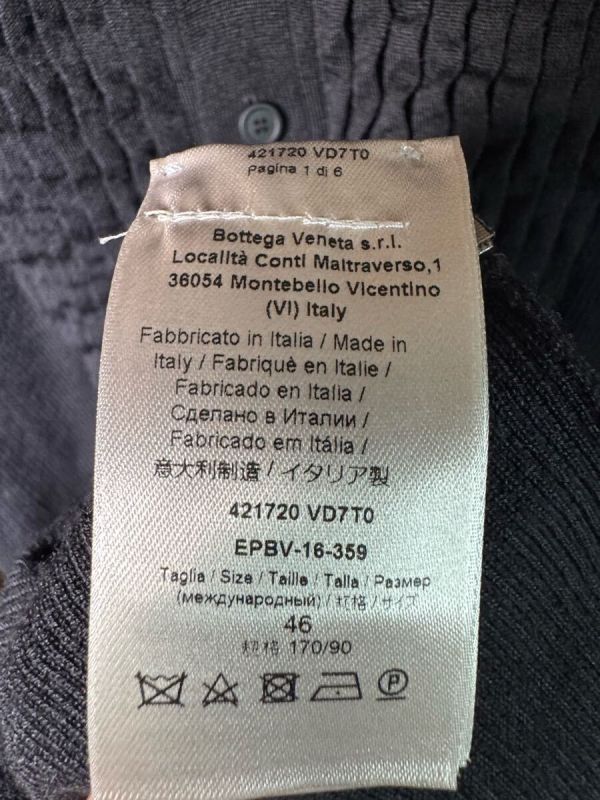 421720 VD7T0
Pagina 1 di 6
Bottega Veneta s.r.l.
Località Conti Maltraverso,1
36054 Montebello Vicentino
(VI) Italy
Fabbricato in Italia / Made in
Italy / Fabriquè en Italie /
Fabricado en Italia /
Сделано в Италии /
Fabricado em Itália /
意大利制造 / イタリア製
421720 VD7T0
EPBV-16-359
Taglia / Size / Taille / Talla / Размер
(международный) / 规格 / サイズ
46
规格 170/90
P